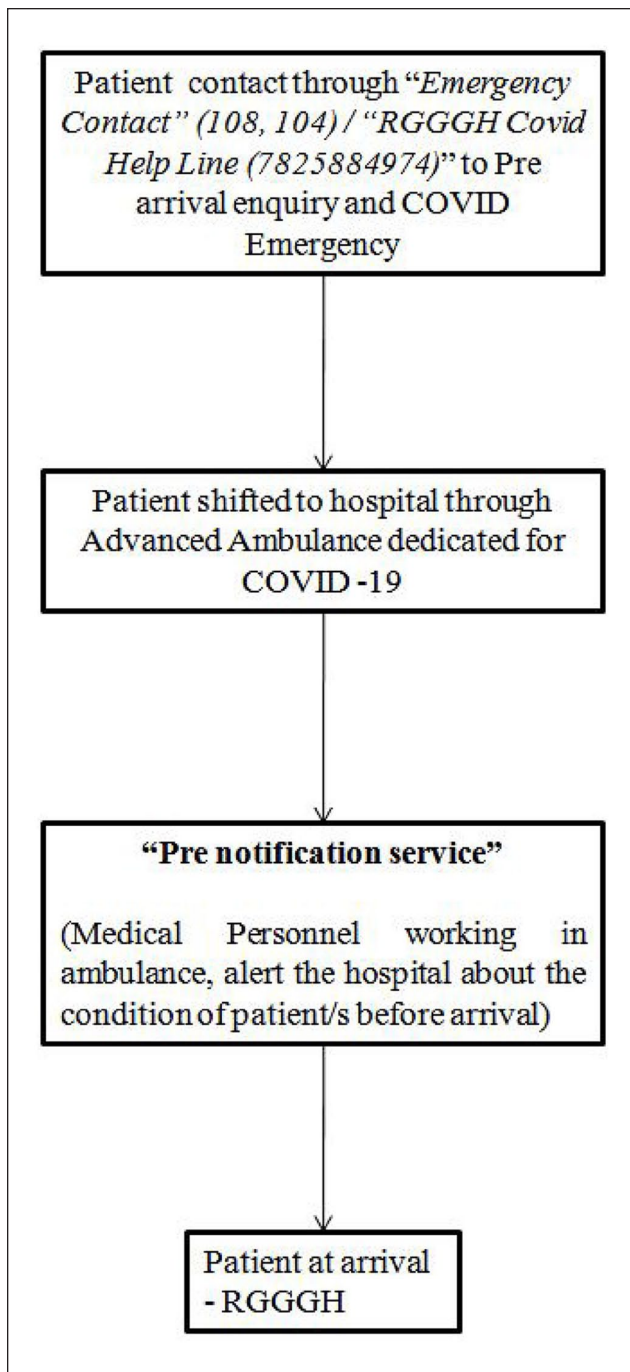 Patient contact through “Emergency
Contact” (108, 104) / “RGGGH Covid
Help Line (7825884974)” to Pre
arrival enquiry and COVID
Emergency
Patient shifted to hospital through
Advanced Ambulance dedicated for
COVID -19
“Pre notification service”
(Medical Personnel working in
ambulance, alert the hospital about the
condition of patient/s before arrival)
Patient at arrival
- RGGGH